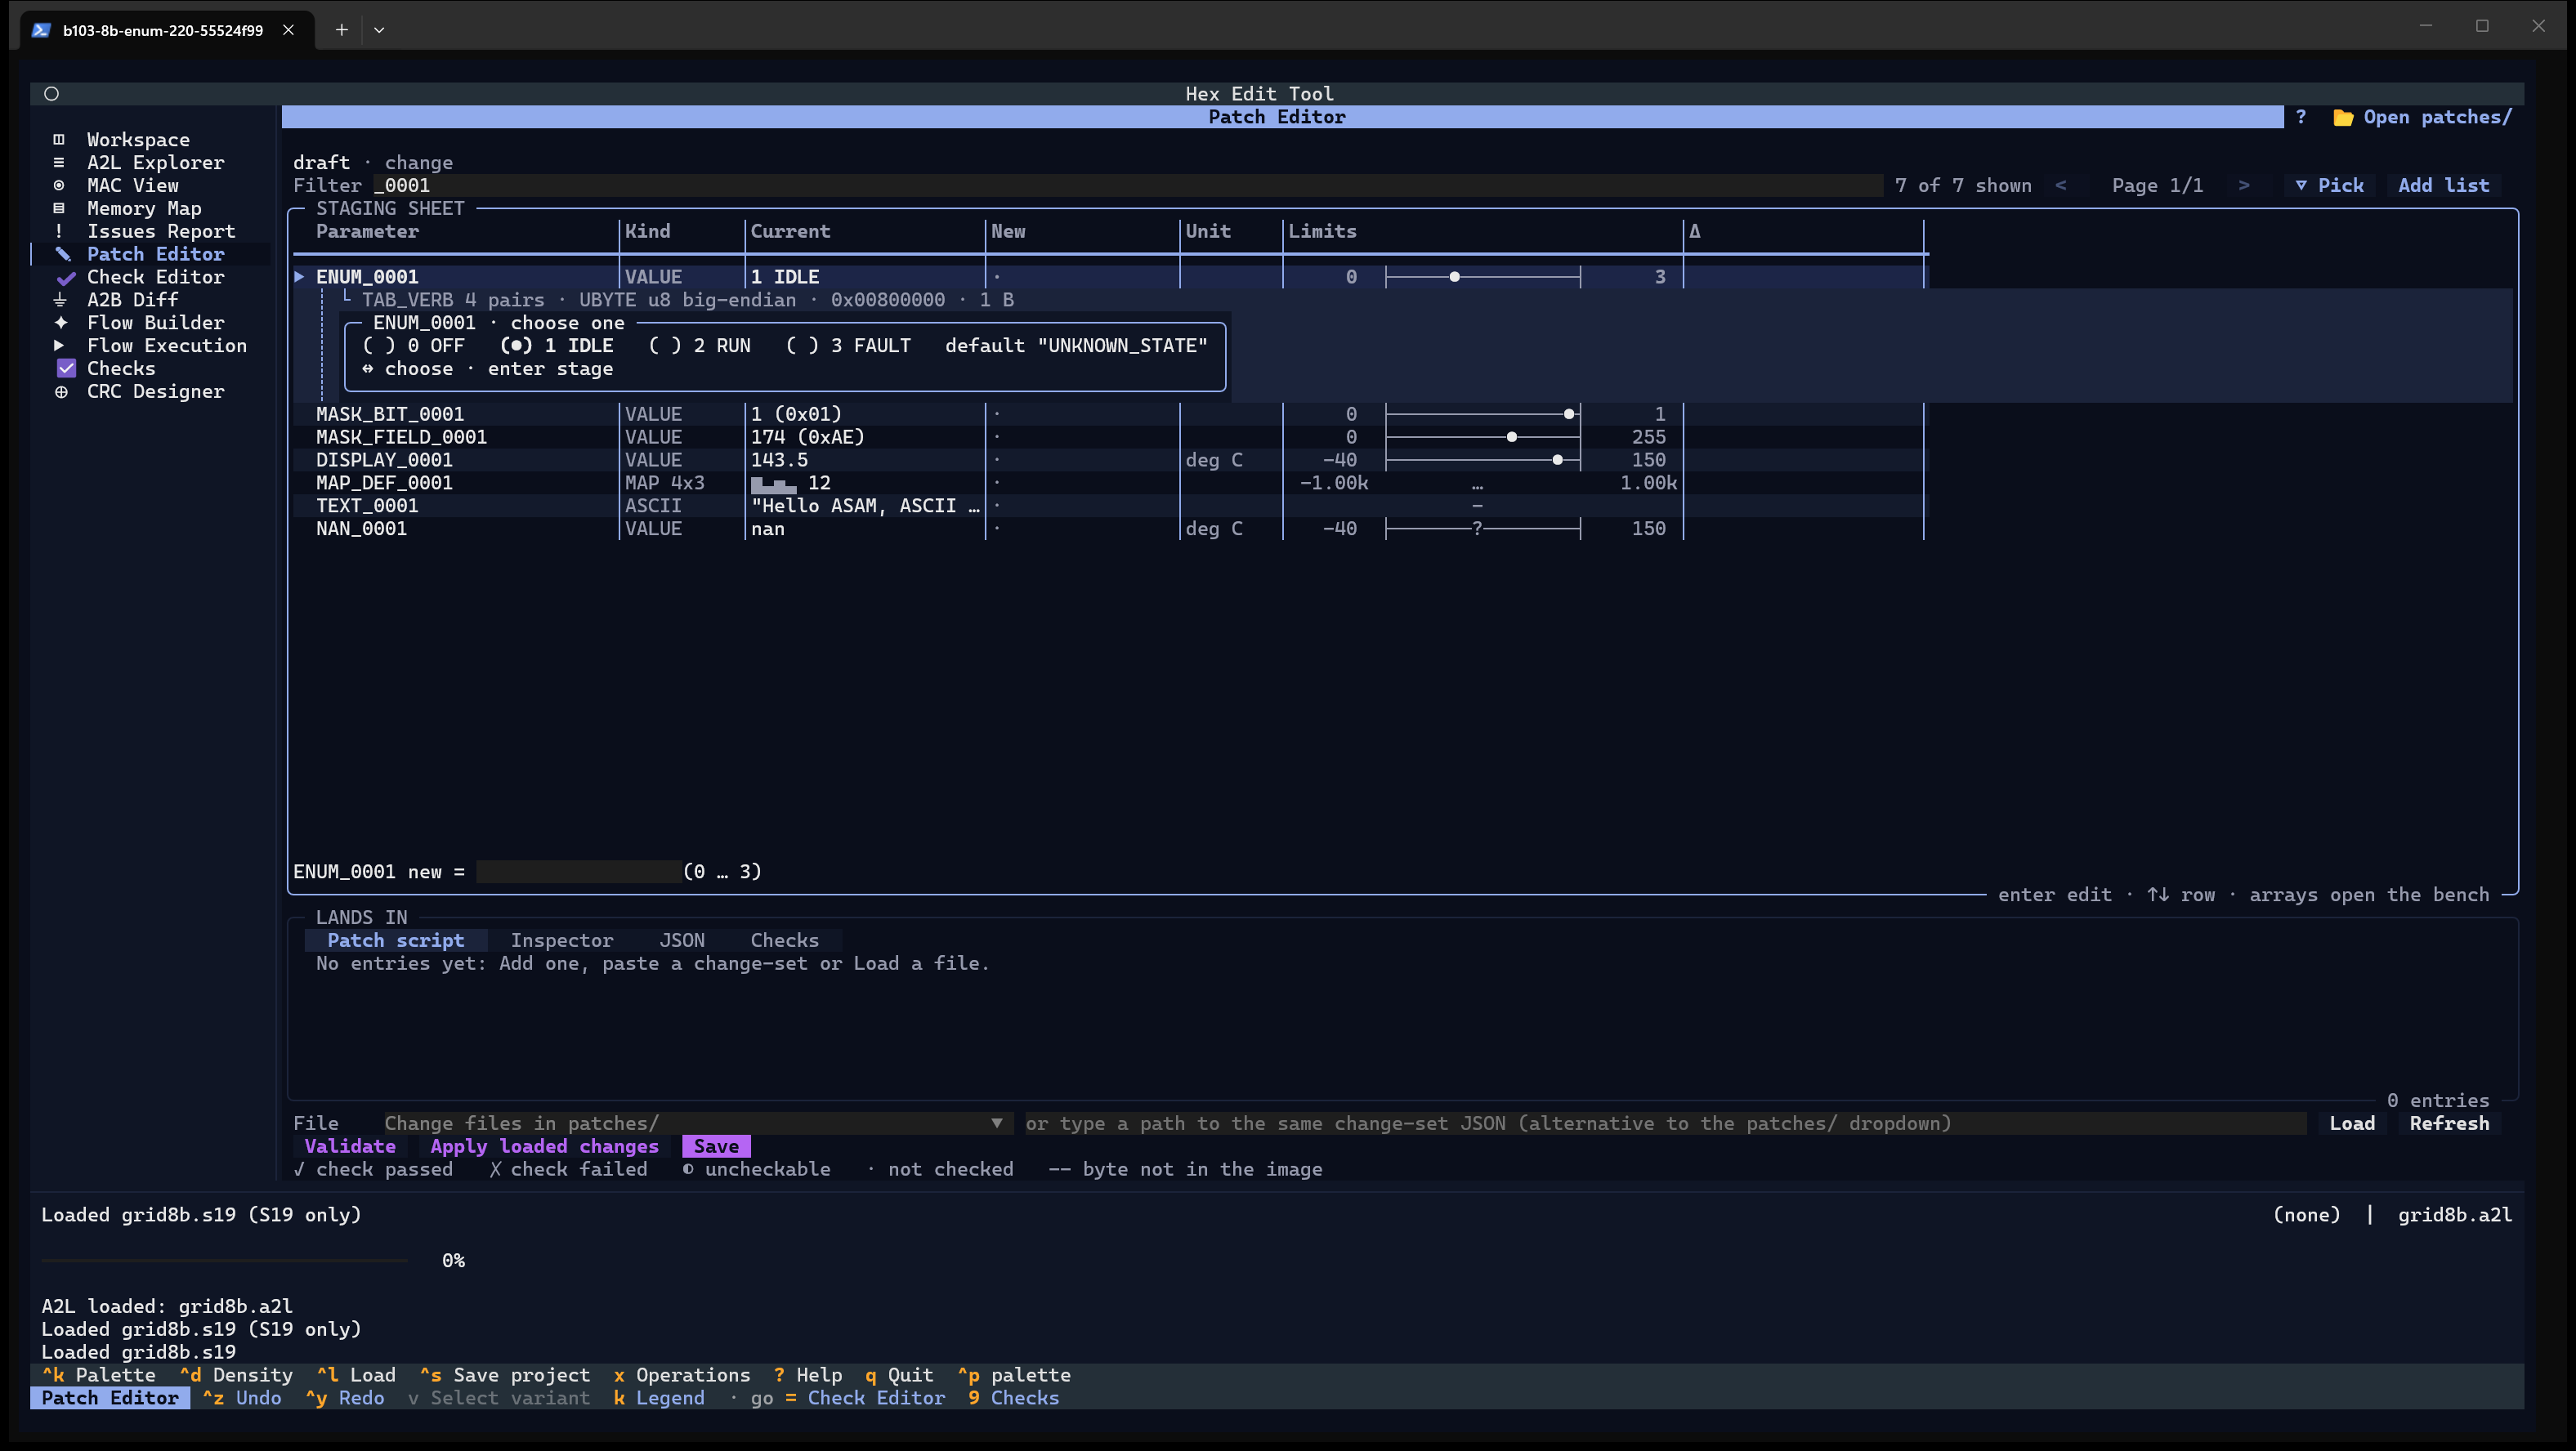 b103-8b-enum-220-55524f99
Hex Edit Tool
Patch Editor ? Open patches/
Workspace
A2L Explorer
MAC View
Memory Map
! Issues Report
Patch Editor
Check Editor
A2B Diff
Flow Builder
Flow Execution
Checks
CRC Designer
draft · change
Filter _0001 7 of 7 shown < Page 1/1 > ▽ Pick Add list
STAGING SHEET
Parameter Kind Current New Unit Limits Δ
▶ ENUM_0001 VALUE 1 IDLE · 0 3
└ TAB_VERB 4 pairs · UBYTE u8 big-endian · 0x00800000 · 1 B
ENUM_0001 · choose one
( ) 0 OFF (●) 1 IDLE ( ) 2 RUN ( ) 3 FAULT default "UNKNOWN_STATE"
↔ choose · enter stage
MASK_BIT_0001 VALUE 1 (0x01) · 0 1
MASK_FIELD_0001 VALUE 174 (0xAE) · 0 255
DISPLAY_0001 VALUE 143.5 · deg C -40 150
MAP_DEF_0001 MAP 4x3 12 · -1.00k … 1.00k
TEXT_0001 ASCII "Hello ASAM, ASCII … · –
NAN_0001 VALUE nan · deg C -40 ? 150
ENUM_0001 new = (0 … 3)
enter edit · ↑↓ row · arrays open the bench
LANDS IN
Patch script Inspector JSON Checks
No entries yet: Add one, paste a change-set or Load a file.
0 entries
File Change files in patches/ ▼ or type a path to the same change-set JSON (alternative to the patches/ dropdown) Load Refresh
Validate Apply loaded changes Save
✓ check passed ✗ check failed ◐ uncheckable · not checked -- byte not in the image
Loaded grid8b.s19 (S19 only) (none) | grid8b.a2l
0%
A2L loaded: grid8b.a2l
Loaded grid8b.s19 (S19 only)
Loaded grid8b.s19
^k Palette ^d Density ^l Load ^s Save project x Operations ? Help q Quit ^p palette
Patch Editor ^z Undo ^y Redo v Select variant k Legend · go = Check Editor 9 Checks